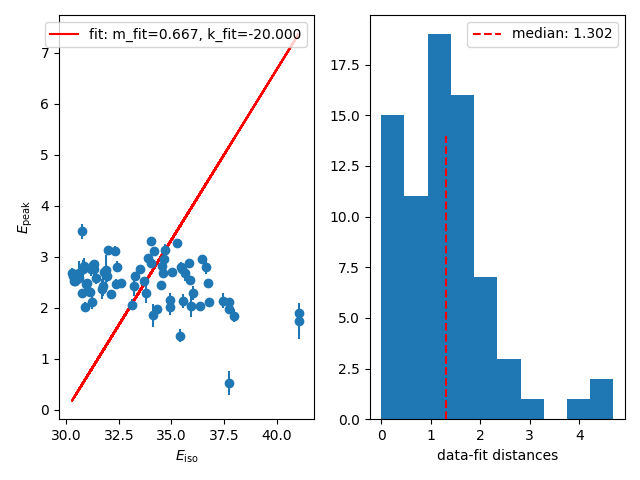 fit: m_fit=0.667, k_fit=-20.000
7
6
5
4
3
2
1
0
E_peak
30.0 32.5 35.0 37.5 40.0
E_iso
median: 1.302
17.5
15.0
12.5
10.0
7.5
5.0
2.5
0.0
0 1 2 3 4
data-fit distances